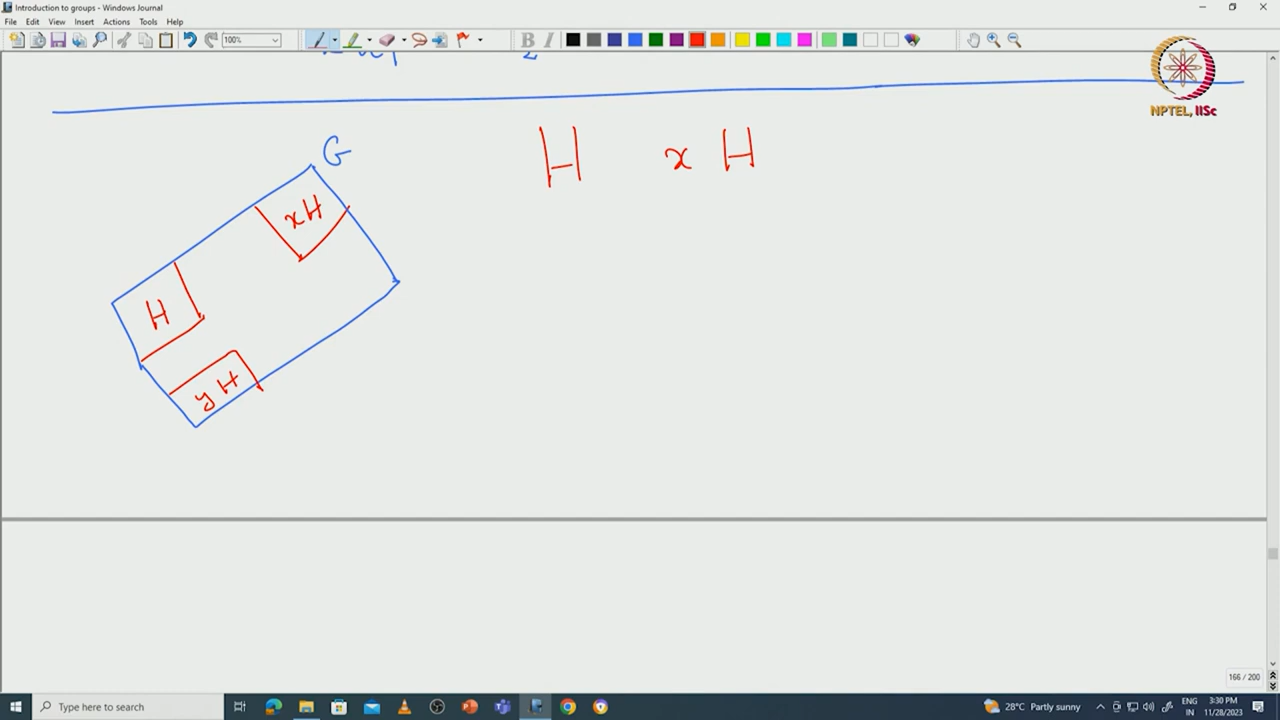 Introduction to groups - Windows Journal
File Edit View Insert Actions Tools Help
100%
B I
NPTEL, IISc
G
H x H
xH
H
yH
166 / 200
Type here to search
28°C Partly sunny
ENG
IN
3:30 PM
11/28/2023